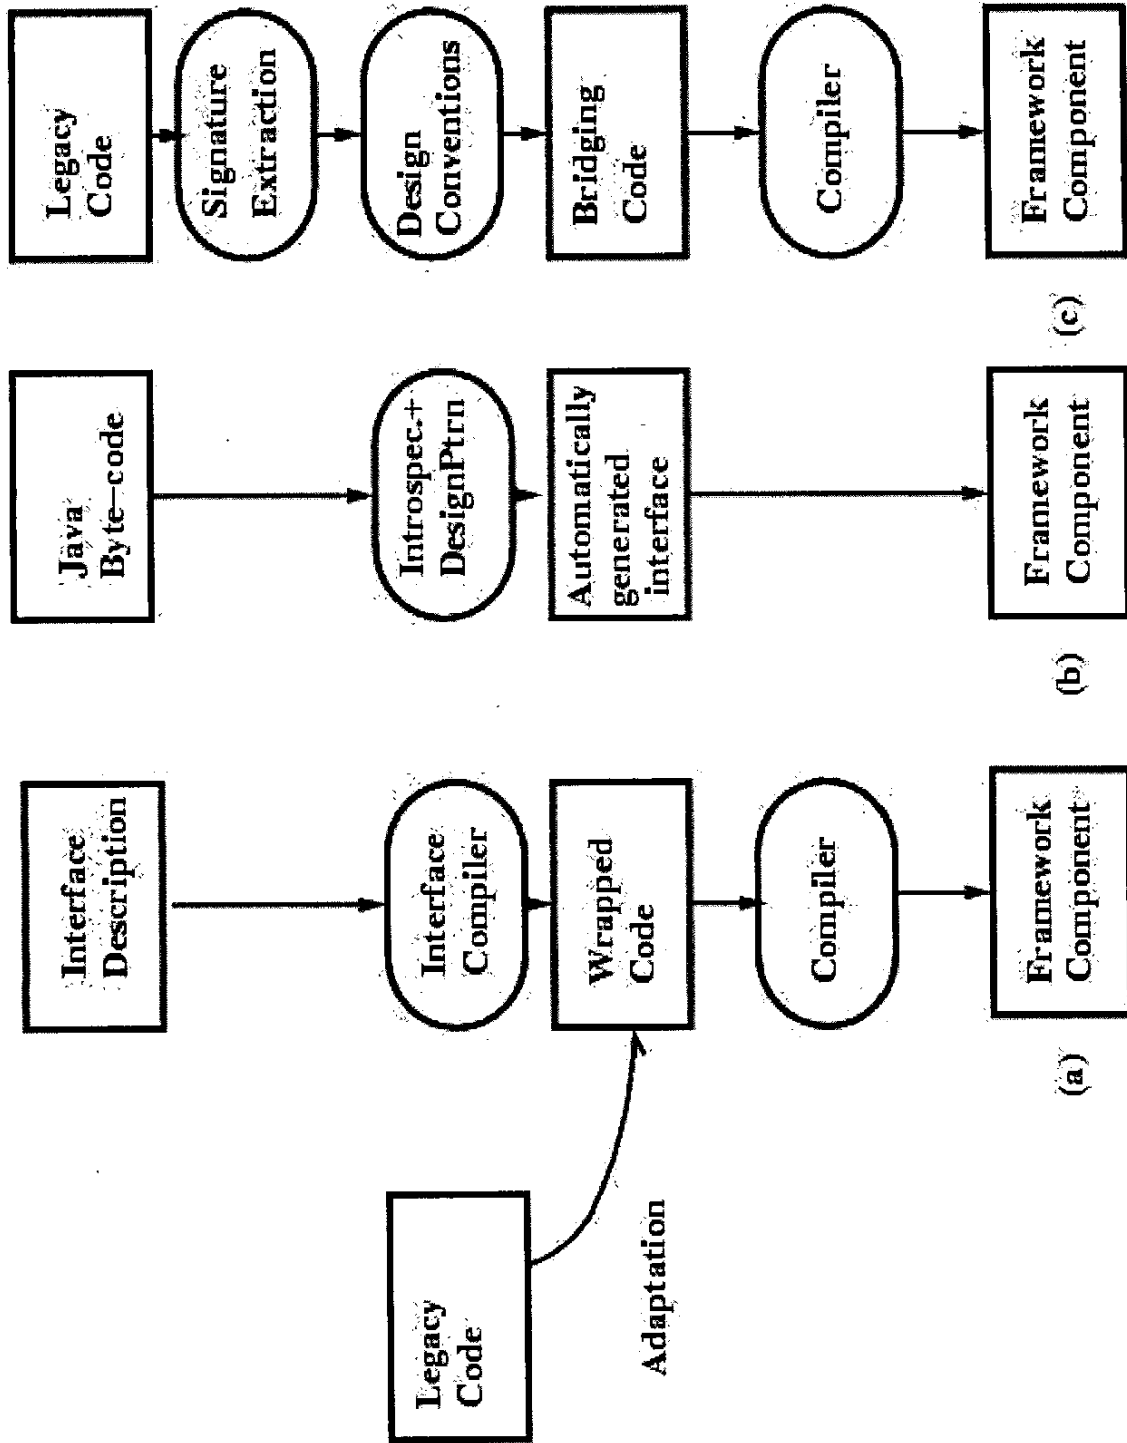 Legacy
Code
Adaptation
Interface
Description
Interface
Compiler
Wrapped
Code
Compiler
Framework
Component
(a)
Java
Byte-code
Introspec.+
DesignPtrn
Automatically
generated
interface
Framework
Component
(b)
Legacy
Code
Signature
Extraction
Design
Conventions
Bridging
Code
Compiler
Framework
Component
(c)